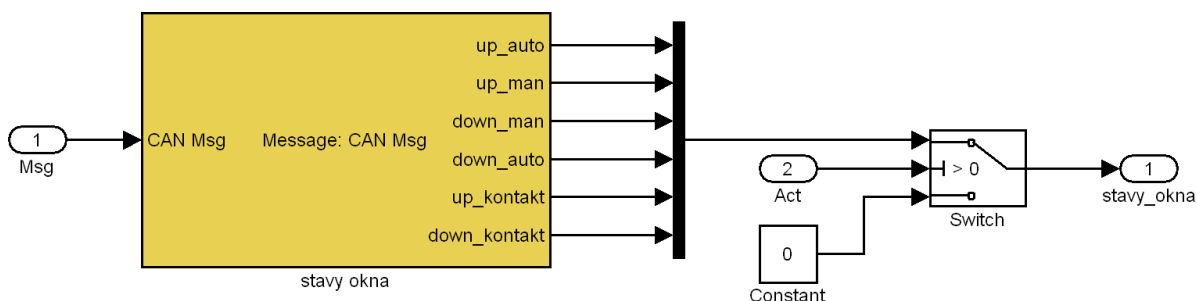 up_auto
up_man
down_man
down_auto
up_kontakt
down_kontakt
CAN Msg
Message: CAN Msg
stavy okna
1
Msg
2
Act
0
Constant
> 0
Switch
1
stavy_okna